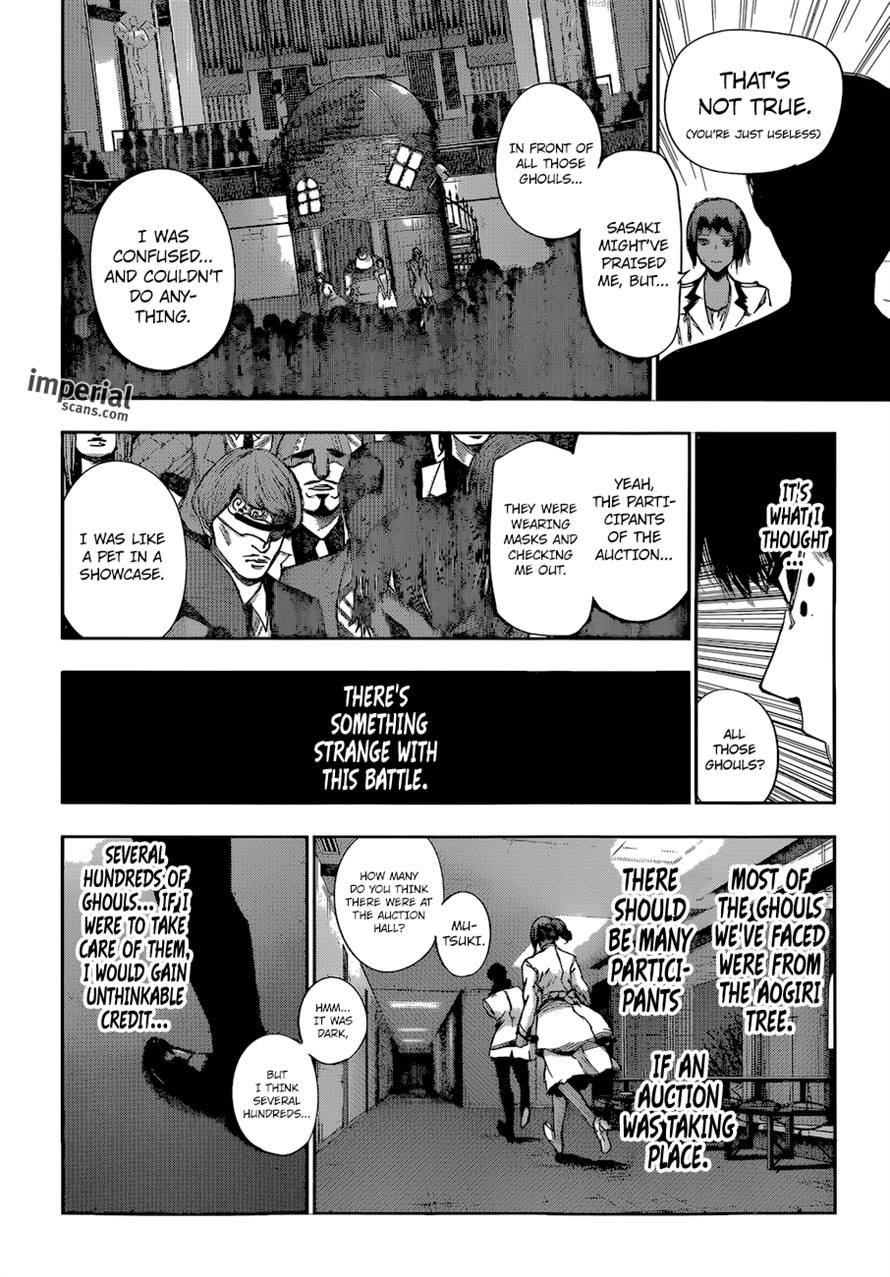 THAT'S
NOT TRUE.
(YOU'RE JUST USELESS)
SASAKI
MIGHT'VE
PRAISED
ME, BUT...
IN FRONT OF
ALL THOSE
GHOULS...
I WAS
CONFUSED...
AND COULDN'T
DO ANY-
THING.
imperial
scans.com
IT'S
WHAT I
THOUGHT
...
ALL
THOSE
GHOULS?
YEAH,
THE PARTI-
CIPANTS
OF THE
AUCTION...
THEY WERE
WEARING
MASKS AND
CHECKING
ME OUT.
I WAS LIKE
A PET IN A
SHOWCASE.
THERE'S
SOMETHING
STRANGE WITH
THIS BATTLE.
MOST OF
THE GHOULS
WE'VE FACED
WERE FROM
THE AOGIRI
TREE.
THERE
SHOULD
BE MANY
PARTICI-
PANTS
IF AN
AUCTION
WAS TAKING
PLACE.
MU-
TSUKI.
HOW MANY
DO YOU THINK
THERE WERE AT
THE AUCTION
HALL?
HMM...
IT WAS
DARK,
BUT
I THINK
SEVERAL
HUNDREDS...
SEVERAL
HUNDREDS OF
GHOULS... IF I
WERE TO TAKE
CARE OF THEM,
I WOULD GAIN
UNTHINKABLE
CREDIT...